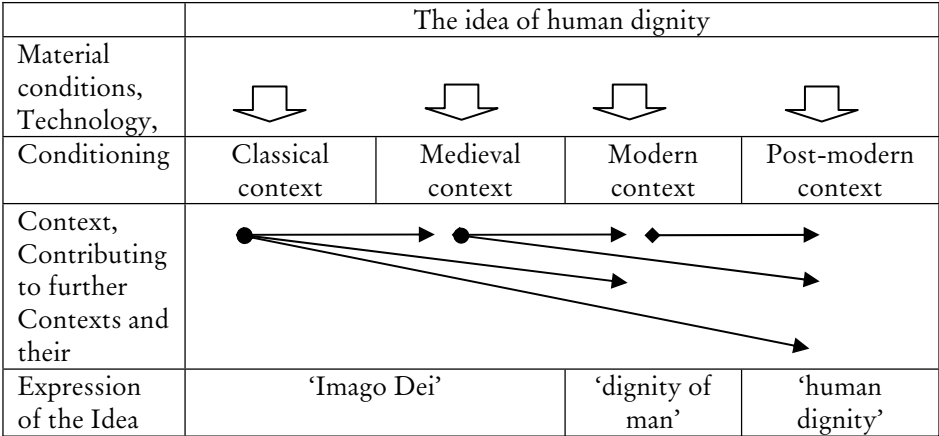 The idea of human dignity
Material
conditions,
Technology,
Conditioning
Classical
context
Medieval
context
Modern
context
Post-modern
context
Context,
Contributing
to further
Contexts and
their
Expression
of the Idea
‘Imago Dei’
‘dignity of
man’
‘human
dignity’